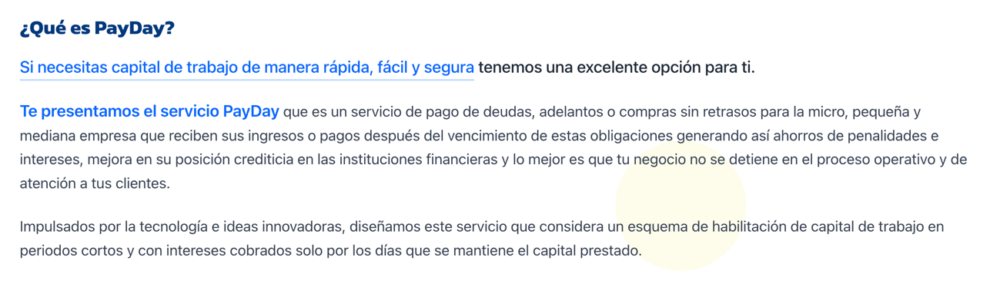 ¿Qué es PayDay?
Si necesitas capital de trabajo de manera rápida, fácil y segura tenemos una excelente opción para ti.
Te presentamos el servicio PayDay que es un servicio de pago de deudas, adelantos o compras sin retrasos para la micro, pequeña y
mediana empresa que reciben sus ingresos o pagos después del vencimiento de estas obligaciones generando así ahorros de penalidades e
intereses, mejora en su posición crediticia en las instituciones financieras y lo mejor es que tu negocio no se detiene en el proceso operativo y de
atención a tus clientes.
Impulsados por la tecnología e ideas innovadoras, diseñamos este servicio que considera un esquema de habilitación de capital de trabajo en
periodos cortos y con intereses cobrados solo por los días que se mantiene el capital prestado.